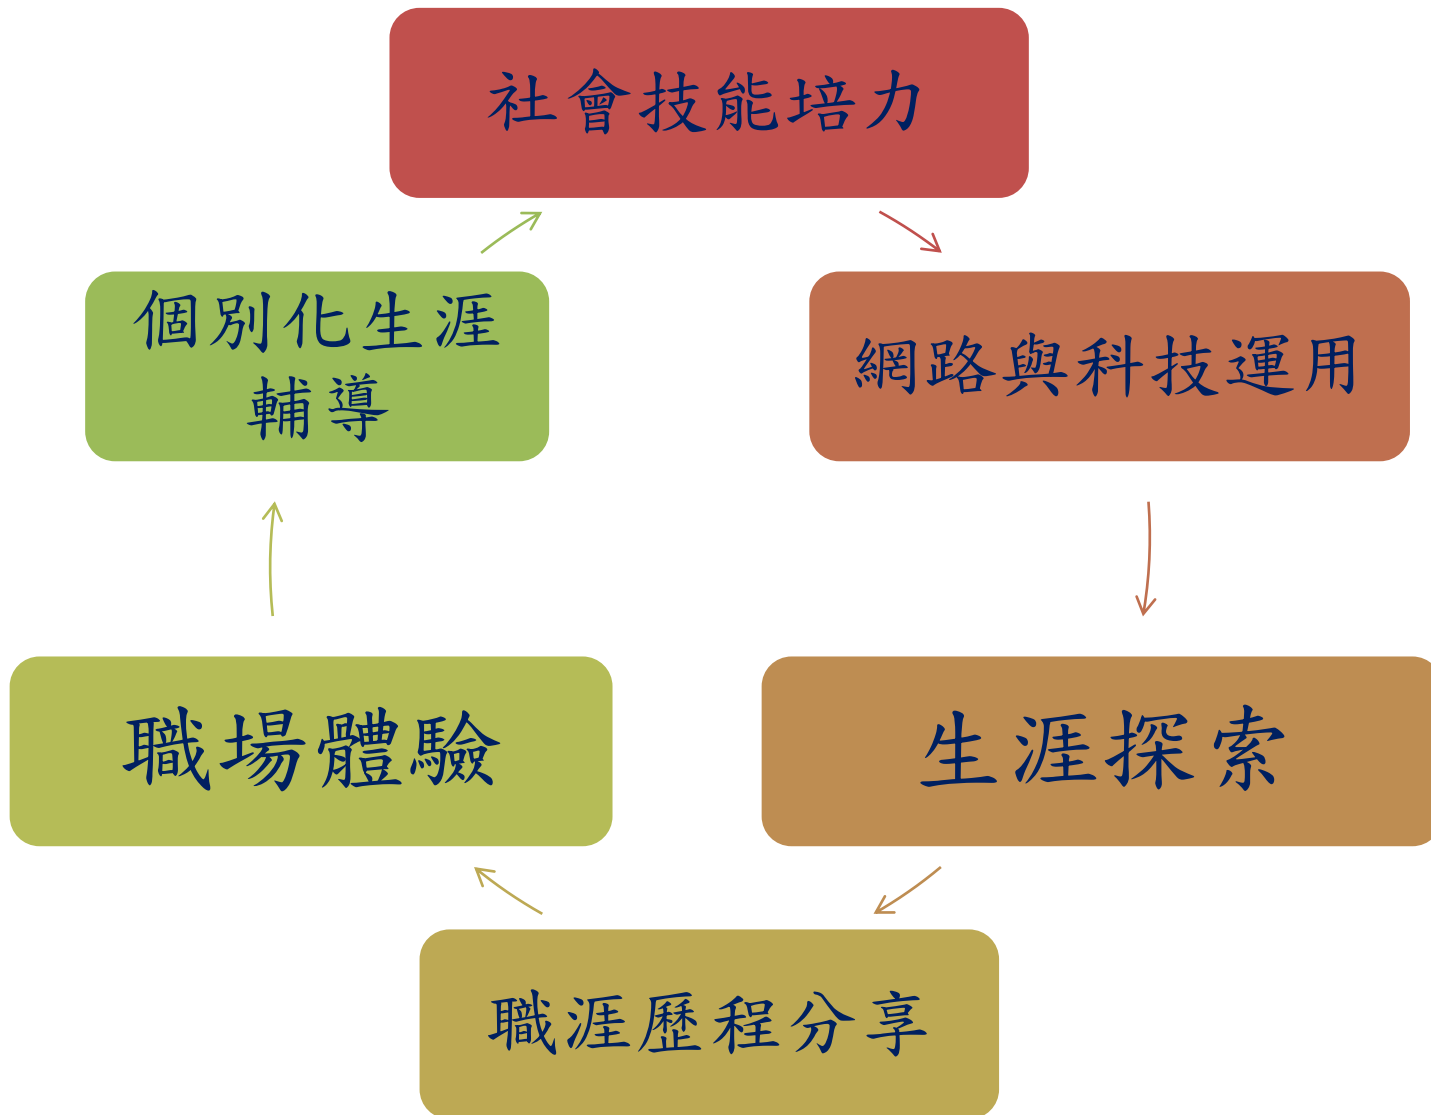 社會技能培力
網路與科技運用
生涯探索
職涯歷程分享
職場體驗
個別化生涯
輔導